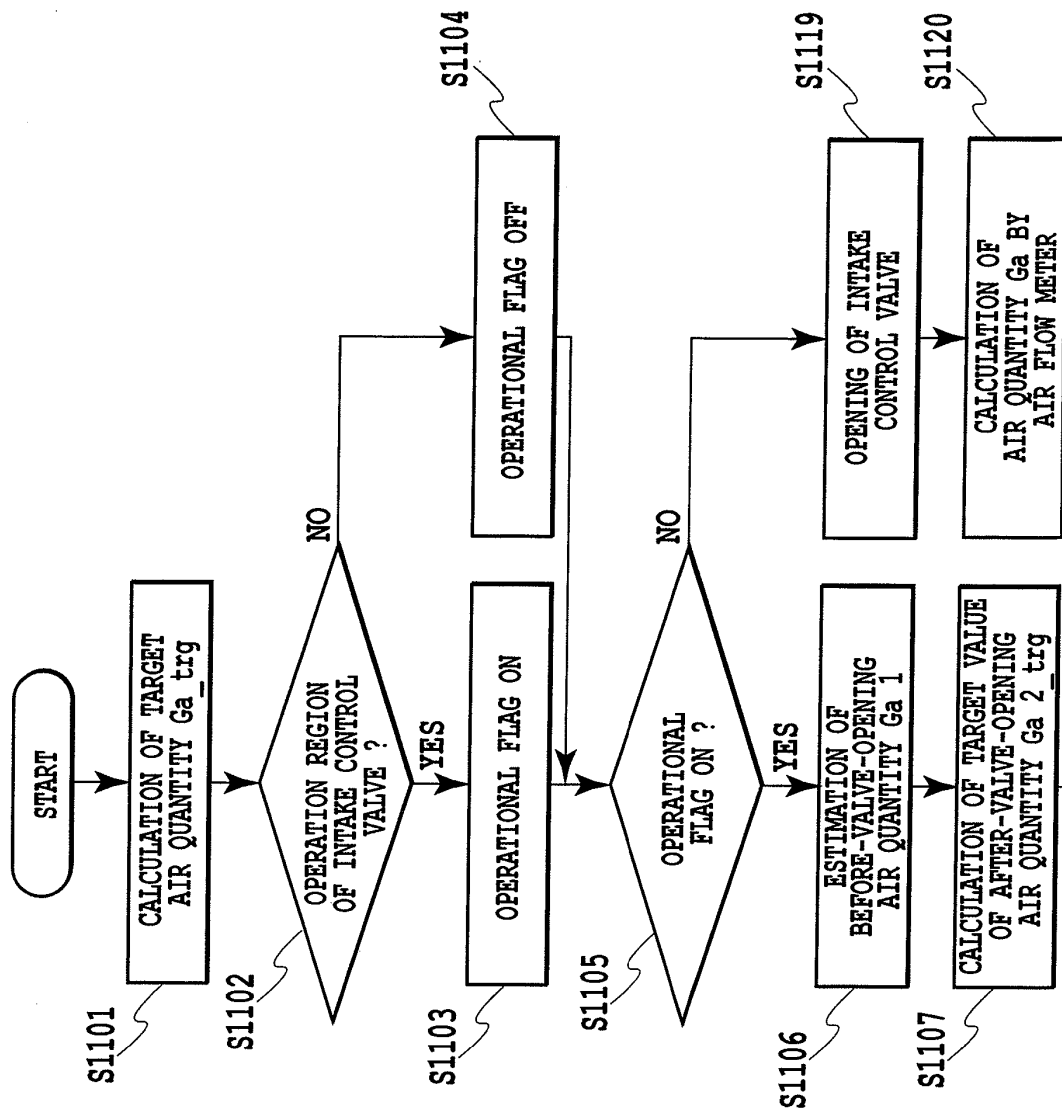 START
S1101
CALCULATION OF TARGET
AIR QUANTITY Ga_trg
S1102
OPERATION REGION
OF INTAKE CONTROL
VALVE ?
NO
YES
S1103
OPERATIONAL FLAG ON
S1104
OPERATIONAL FLAG OFF
S1105
OPERATIONAL
FLAG ON ?
NO
YES
S1106
ESTIMATION OF
BEFORE-VALVE-OPENING
AIR QUANTITY Ga 1
S1119
OPENING OF INTAKE
CONTROL VALVE
S1107
CALCULATION OF TARGET VALUE
OF AFTER-VALVE-OPENING
AIR QUANTITY Ga 2_trg
S1120
CALCULATION OF
AIR QUANTITY Ga BY
AIR FLOW METER